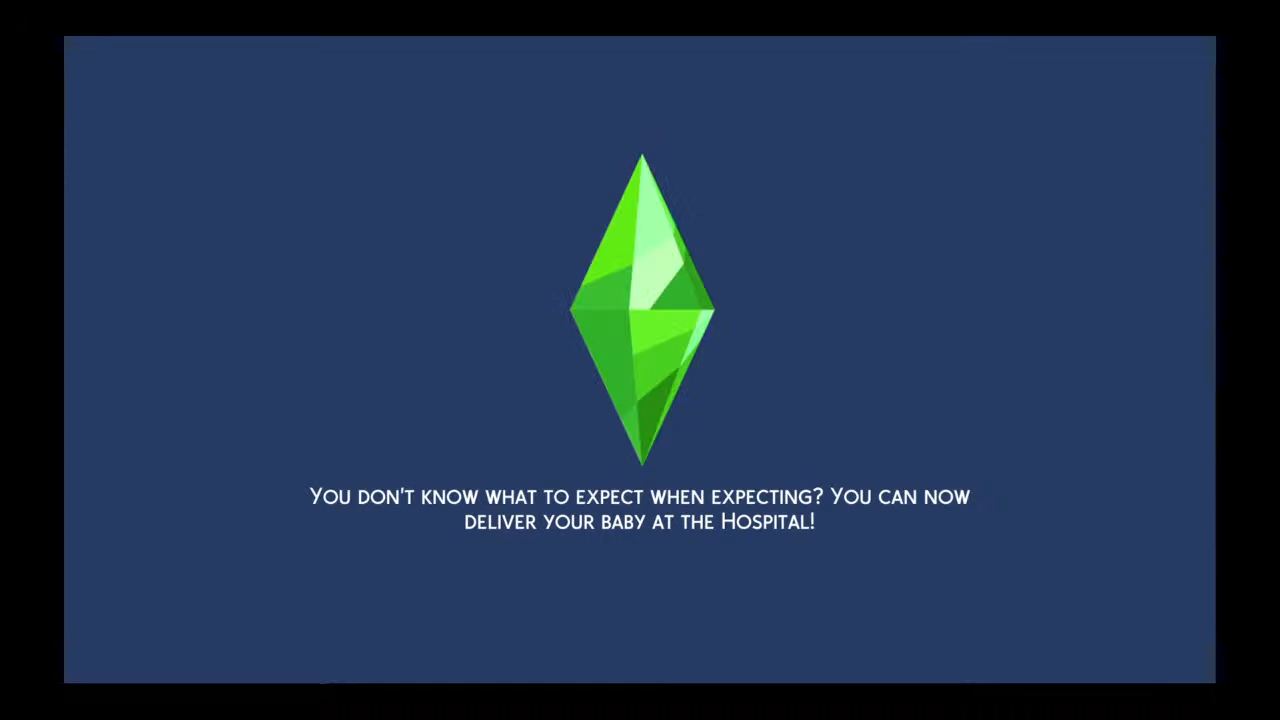 You don't know what to expect when expecting? You can now
deliver your baby at the Hospital!